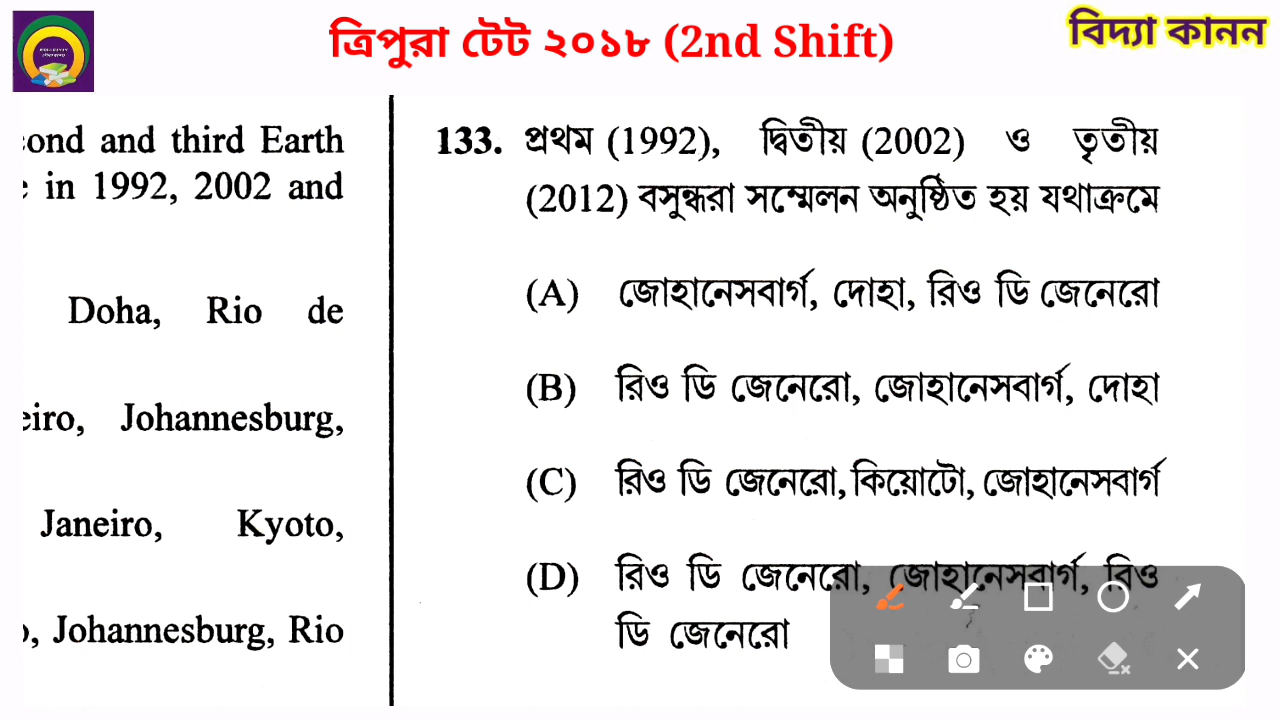 ত্রিপুরা টেট ২০১৮ (2nd Shift)
বিদ্যা কানন
ond and third Earth
in 1992, 2002 and
Doha, Rio de
eiro, Johannesburg,
Janeiro, Kyoto,
, Johannesburg, Rio
133. প্রথম (1992), দ্বিতীয় (2002) ও তৃতীয়
(2012) বসুন্ধরা সম্মেলন অনুষ্ঠিত হয় যথাক্রমে
(A) জোহানেসবার্গ, দোহা, রিও ডি জেনেরো
(B) রিও ডি জেনেরো, জোহানেসবার্গ, দোহা
(C) রিও ডি জেনেরো, কিয়োটো, জোহানেসবার্গ
(D) রিও ডি জেনেরো, জোহানেসবার্গ, রিও
ডি জেনেরো